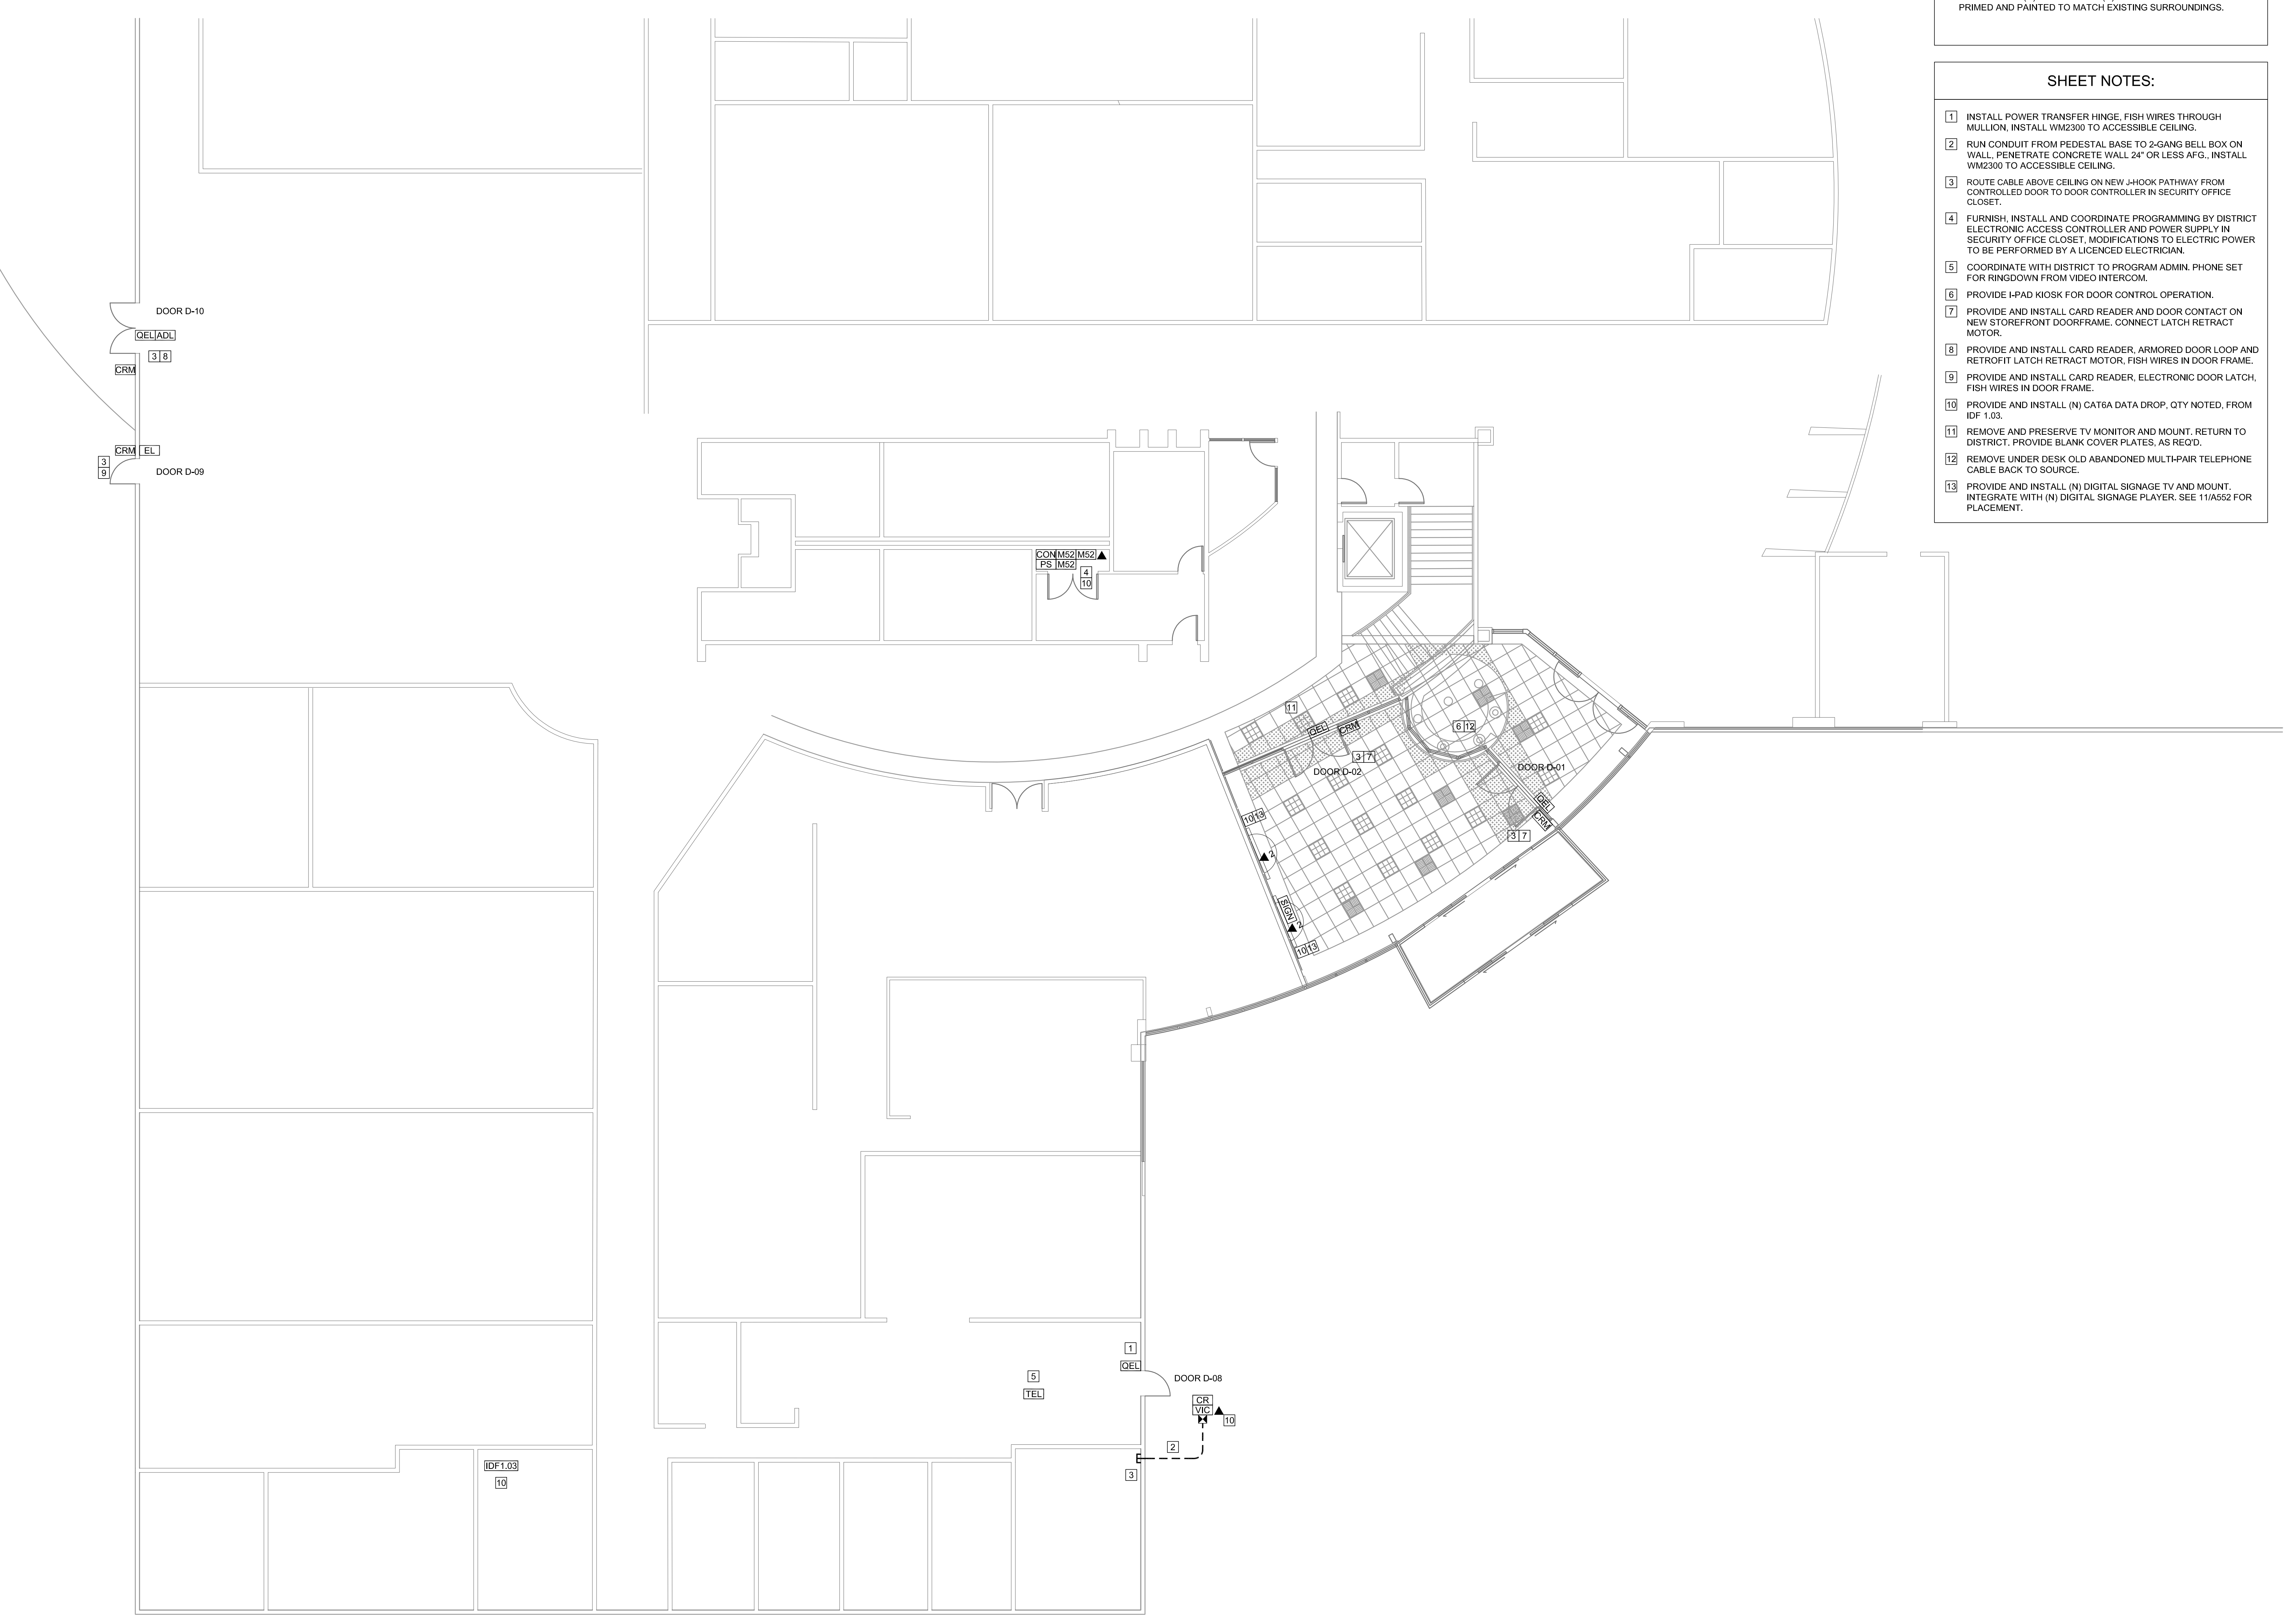 PRIMED AND PAINTED TO MATCH EXISTING SURROUNDINGS.
SHEET NOTES:
1 INSTALL POWER TRANSFER HINGE, FISH WIRES THROUGH
MULLION, INSTALL WM2300 TO ACCESSIBLE CEILING.
2 RUN CONDUIT FROM PEDESTAL BASE TO 2-GANG BELL BOX ON
WALL, PENETRATE CONCRETE WALL 24" OR LESS AFG., INSTALL
WM2300 TO ACCESSIBLE CEILING.
3 ROUTE CABLE ABOVE CEILING ON NEW J-HOOK PATHWAY FROM
CONTROLLED DOOR TO DOOR CONTROLLER IN SECURITY OFFICE
CLOSET.
4 FURNISH, INSTALL AND COORDINATE PROGRAMMING BY DISTRICT
ELECTRONIC ACCESS CONTROLLER AND POWER SUPPLY IN
SECURITY OFFICE CLOSET, MODIFICATIONS TO ELECTRIC POWER
TO BE PERFORMED BY A LICENCED ELECTRICIAN.
5 COORDINATE WITH DISTRICT TO PROGRAM ADMIN. PHONE SET
FOR RINGDOWN FROM VIDEO INTERCOM.
6 PROVIDE I-PAD KIOSK FOR DOOR CONTROL OPERATION.
7 PROVIDE AND INSTALL CARD READER AND DOOR CONTACT ON
NEW STOREFRONT DOORFRAME. CONNECT LATCH RETRACT
MOTOR.
8 PROVIDE AND INSTALL CARD READER, ARMORED DOOR LOOP AND
RETROFIT LATCH RETRACT MOTOR, FISH WIRES IN DOOR FRAME.
9 PROVIDE AND INSTALL CARD READER, ELECTRONIC DOOR LATCH,
FISH WIRES IN DOOR FRAME.
10 PROVIDE AND INSTALL (N) CAT6A DATA DROP, QTY NOTED, FROM
IDF 1.03.
11 REMOVE AND PRESERVE TV MONITOR AND MOUNT. RETURN TO
DISTRICT. PROVIDE BLANK COVER PLATES, AS REQ'D.
12 REMOVE UNDER DESK OLD ABANDONED MULTI-PAIR TELEPHONE
CABLE BACK TO SOURCE.
13 PROVIDE AND INSTALL (N) DIGITAL SIGNAGE TV AND MOUNT.
INTEGRATE WITH (N) DIGITAL SIGNAGE PLAYER. SEE 11/A552 FOR
PLACEMENT.
DOOR D-10
QEL ADL
3 8
CRM
CRM EL
3
9
DOOR D-09
CON M52 M52
PS M52
4
10
11
QEL
CRM
6 12
3 7
DOOR D-02
DOOR D-01
QEL
CRM
3 7
10 13
2
SIGN
2
10 13
1
QEL
5
TEL
DOOR D-08
CR
VIC
10
2
3
IDF1.03
10